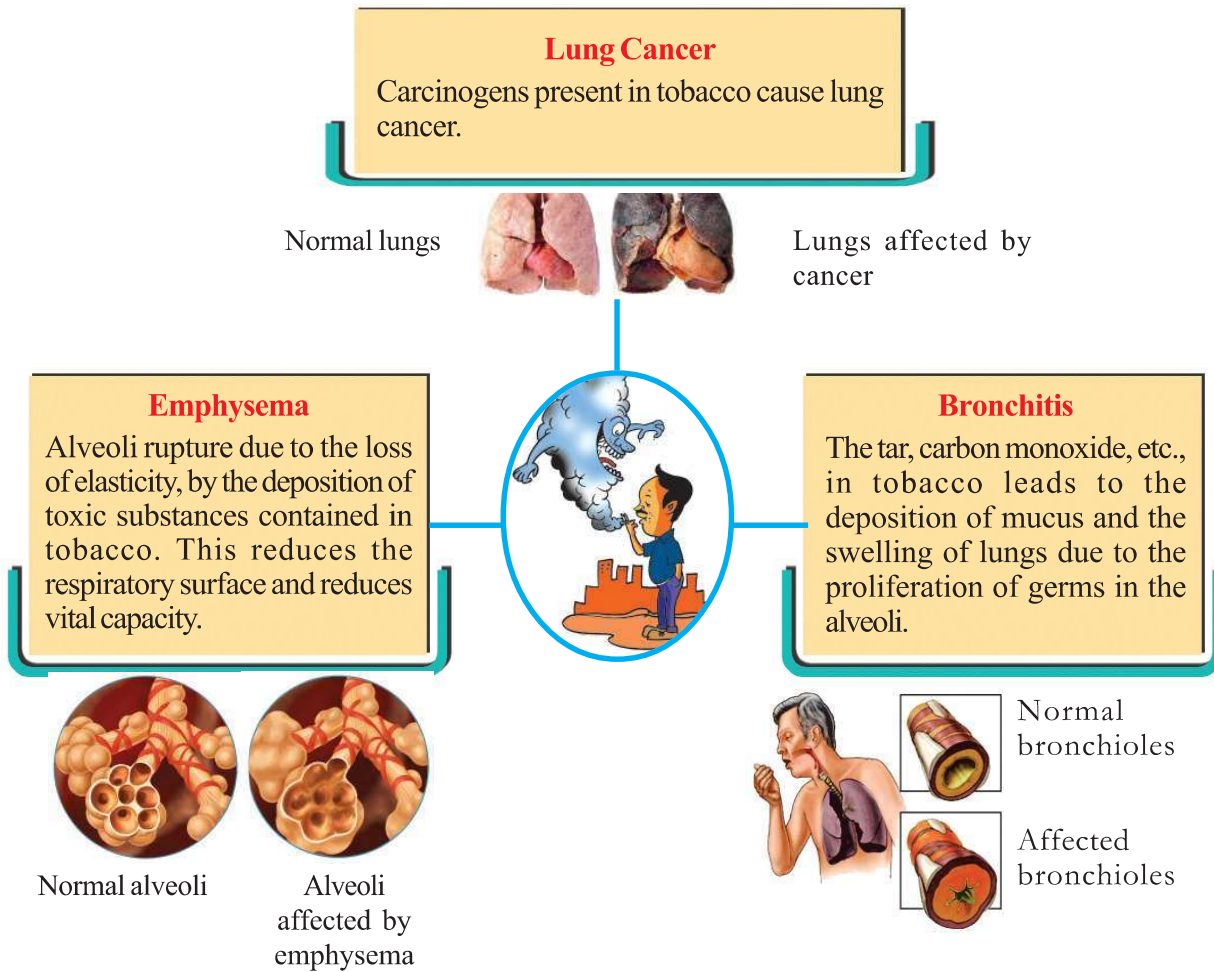 Lung Cancer
Carcinogens present in tobacco cause lung
cancer.
Normal lungs
Lungs affected by
cancer
Emphysema
Alveoli rupture due to the loss
of elasticity, by the deposition of
toxic substances contained in
tobacco. This reduces the
respiratory surface and reduces
vital capacity.
Bronchitis
The tar, carbon monoxide, etc.,
in tobacco leads to the
deposition of mucus and the
swelling of lungs due to the
proliferation of germs in the
alveoli.
Normal alveoli
Alveoli
affected by
emphysema
Normal
bronchioles
Affected
bronchioles